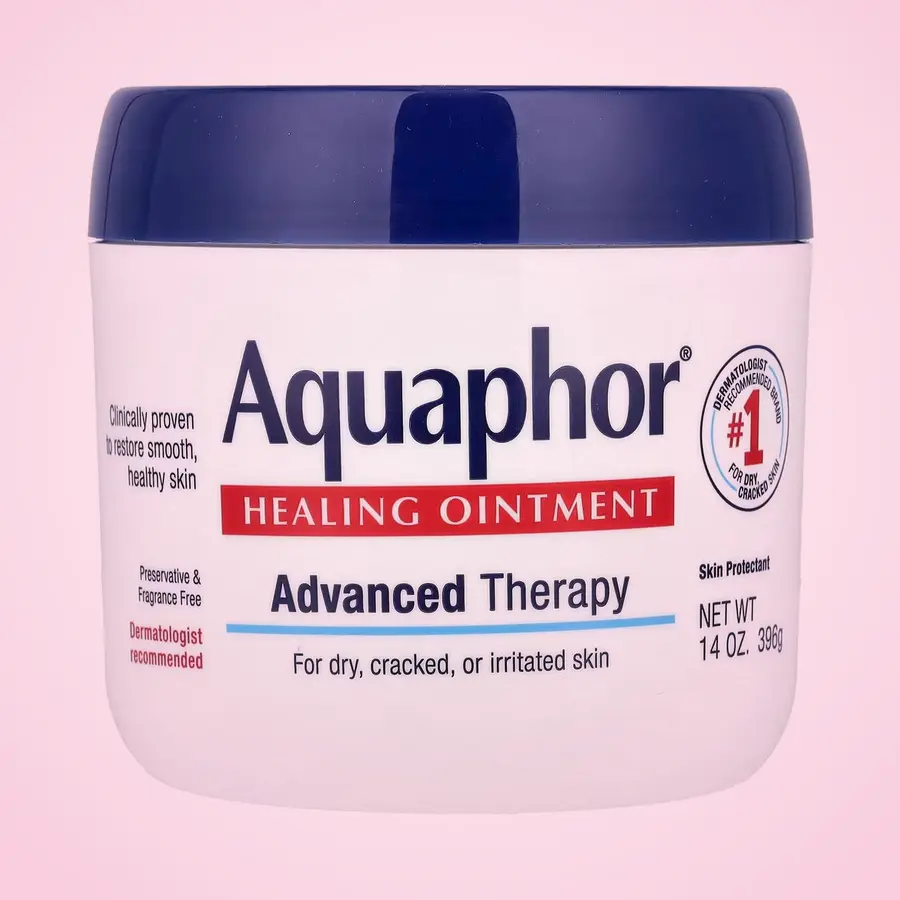 Aquaphor®
HEALING OINTMENT
Advanced Therapy
For dry, cracked, or irritated skin
Clinically proven
to restore smooth,
healthy skin
Preservative &
Fragrance Free
Dermatologist
recommended
DERMATOLOGIST
RECOMMENDED BRAND
#1
FOR DRY,
CRACKED SKIN
Skin Protectant
NET WT
14 OZ. 396g